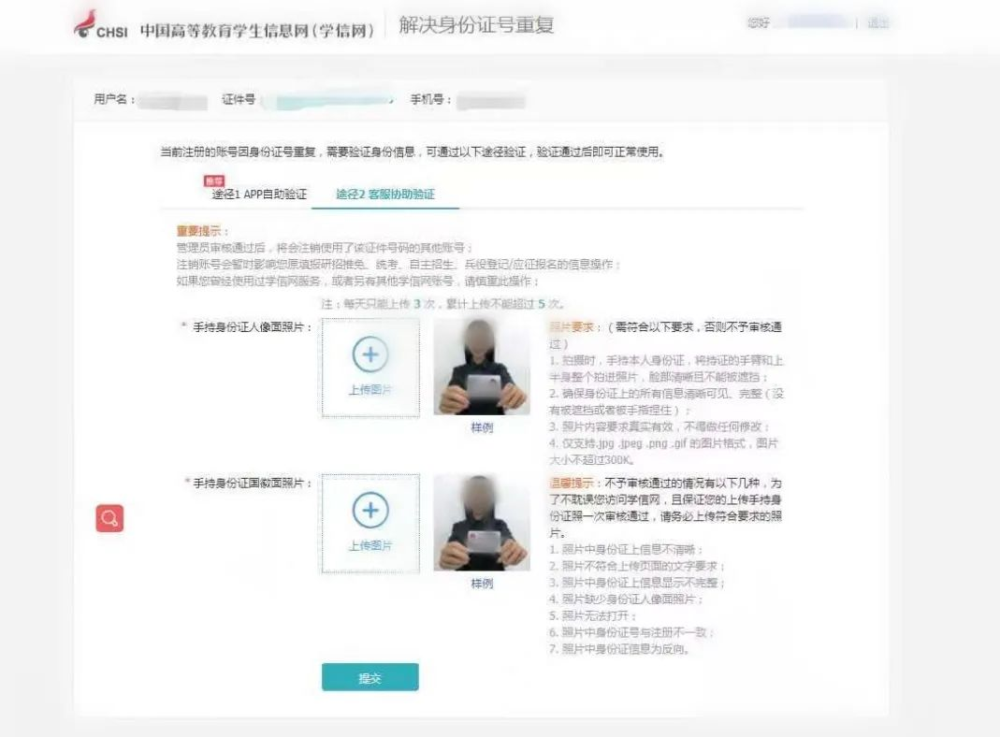 CHSI 中国高等教育学生信息网(学信网) 解决身份证号重复
您好 | 退出
用户名： 证件号 手机号：
当前注册的账号因身份证号重复，需要验证身份信息，可通过以下途径验证，验证通过后即可正常使用。
推荐
途径1 APP自助验证 途径2 客服协助验证
重要提示：
管理员审核通过后，将会注销使用了该证件号码的其他账号；
注销账号会暂时影响您原填报研招推免、统考、自主招生、兵役登记/应征报名的信息操作；
如果您曾经使用过学信网服务，或者另有其他学信网账号，请慎重此操作；
注：每天只能上传 3 次，累计上传不能超过 5 次。
* 手持身份证人像面照片：
上传图片
样例
照片要求：（需符合以下要求，否则不予审核通
过）
1. 拍摄时，手持本人身份证，将持证的手臂和上
半身整个拍进照片，脸部清晰且不能被遮挡；
2. 确保身份证上的所有信息清晰可见、完整（没
有被遮挡或者被手指捏住）；
3. 照片内容要求真实有效，不得做任何修改；
4. 仅支持.jpg .jpeg .png .gif 的图片格式，图片
大小不超过300K。
* 手持身份证国徽面照片：
上传图片
样例
温馨提示：不予审核通过的情况有以下几种，为
了不耽误您访问学信网，且保证您的上传手持身
份证照一次审核通过，请务必上传符合要求的照
片。
1. 照片中身份证上信息不清晰；
2. 照片不符合上传页面的文字要求；
3. 照片中身份证上信息显示不完整；
4. 照片缺少身份证人像面照片；
5. 照片无法打开；
6. 照片中身份证号与注册不一致；
7. 照片中身份证信息为反向。
提交